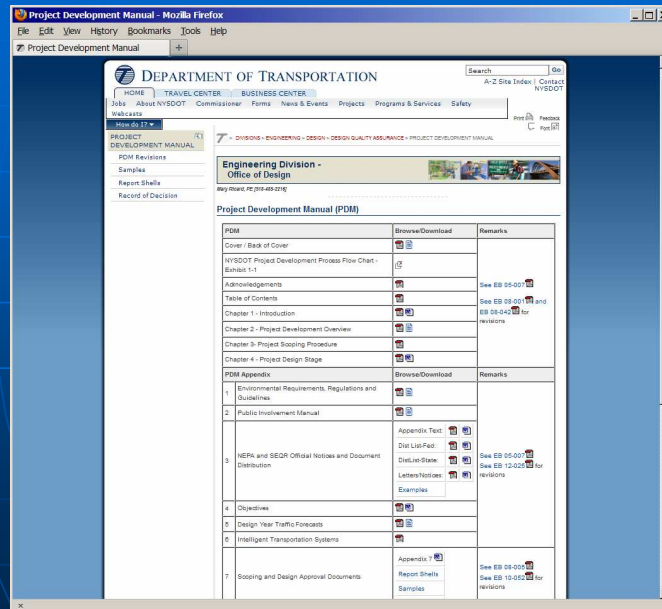 Project Development Manual - Mozilla Firefox
File Edit View History Bookmarks Tools Help
Project Development Manual +
DEPARTMENT OF TRANSPORTATION
Search Go
A-Z Site Index | Contact NYSDOT
HOME TRAVEL CENTER BUSINESS CENTER
Jobs About NYSDOT Commissioner Forms News & Events Projects Programs & Services Safety
Webcasts
How do I?
Print Feedback
Font
PROJECT
DEVELOPMENT MANUAL
PDM Revisions
Samples
Report Shells
Record of Decision
> DIVISIONS > ENGINEERING > DESIGN > DESIGN QUALITY ASSURANCE > PROJECT DEVELOPMENT MANUAL
Engineering Division -
Office of Design
Project Development Manual (PDM)
PDM Browse/Download Remarks
Cover / Back of Cover
NYSDOT Project Development Process Flow Chart -
Exhibit 1-1
Acknowledgements
Table of Contents
Chapter 1 - Introduction
Chapter 2 - Project Development Overview
Chapter 3- Project Scoping Procedure
Chapter 4 - Project Design Stage
See EB 05-007
See EB 08-001 and
EB 08-042 for
revisions
PDM Appendix Browse/Download Remarks
1 Environmental Requirements, Regulations and
Guidelines
2 Public Involvement Manual
3 NEPA and SEQR Official Notices and Document
Distribution
Appendix Text:
Dist List-Fed:
DistList-State:
Letters/Notices:
Examples
See EB 05-007
See EB 12-025 for
revisions
4 Objectives
5 Design Year Traffic Forecasts
6 Intelligent Transportation Systems
7 Scoping and Design Approval Documents
Appendix 7
Report Shells
Samples
See EB 08-005
See EB 10-052 for
revisions